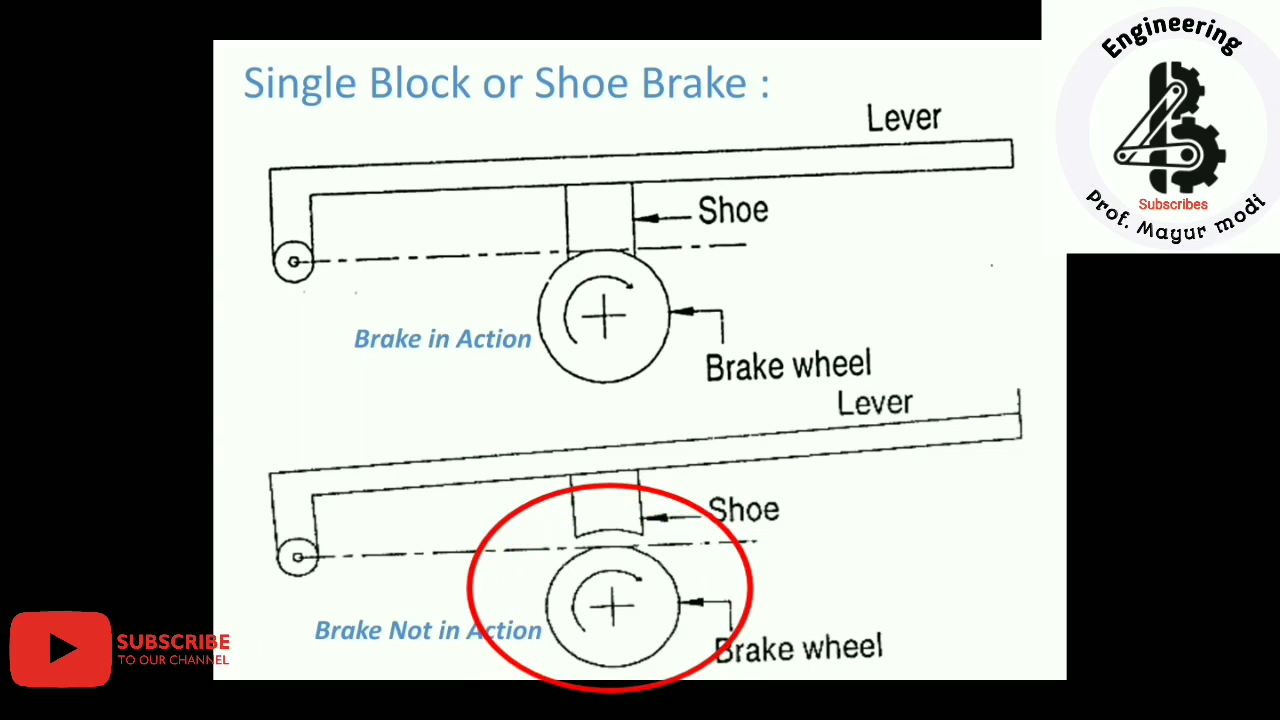 Single Block or Shoe Brake :
Engineering
Subscribes
Prof. Mayur modi
Lever
Shoe
Brake in Action
Brake wheel
Lever
Shoe
Brake Not in Action
Brake wheel
SUBSCRIBE
TO OUR CHANNEL